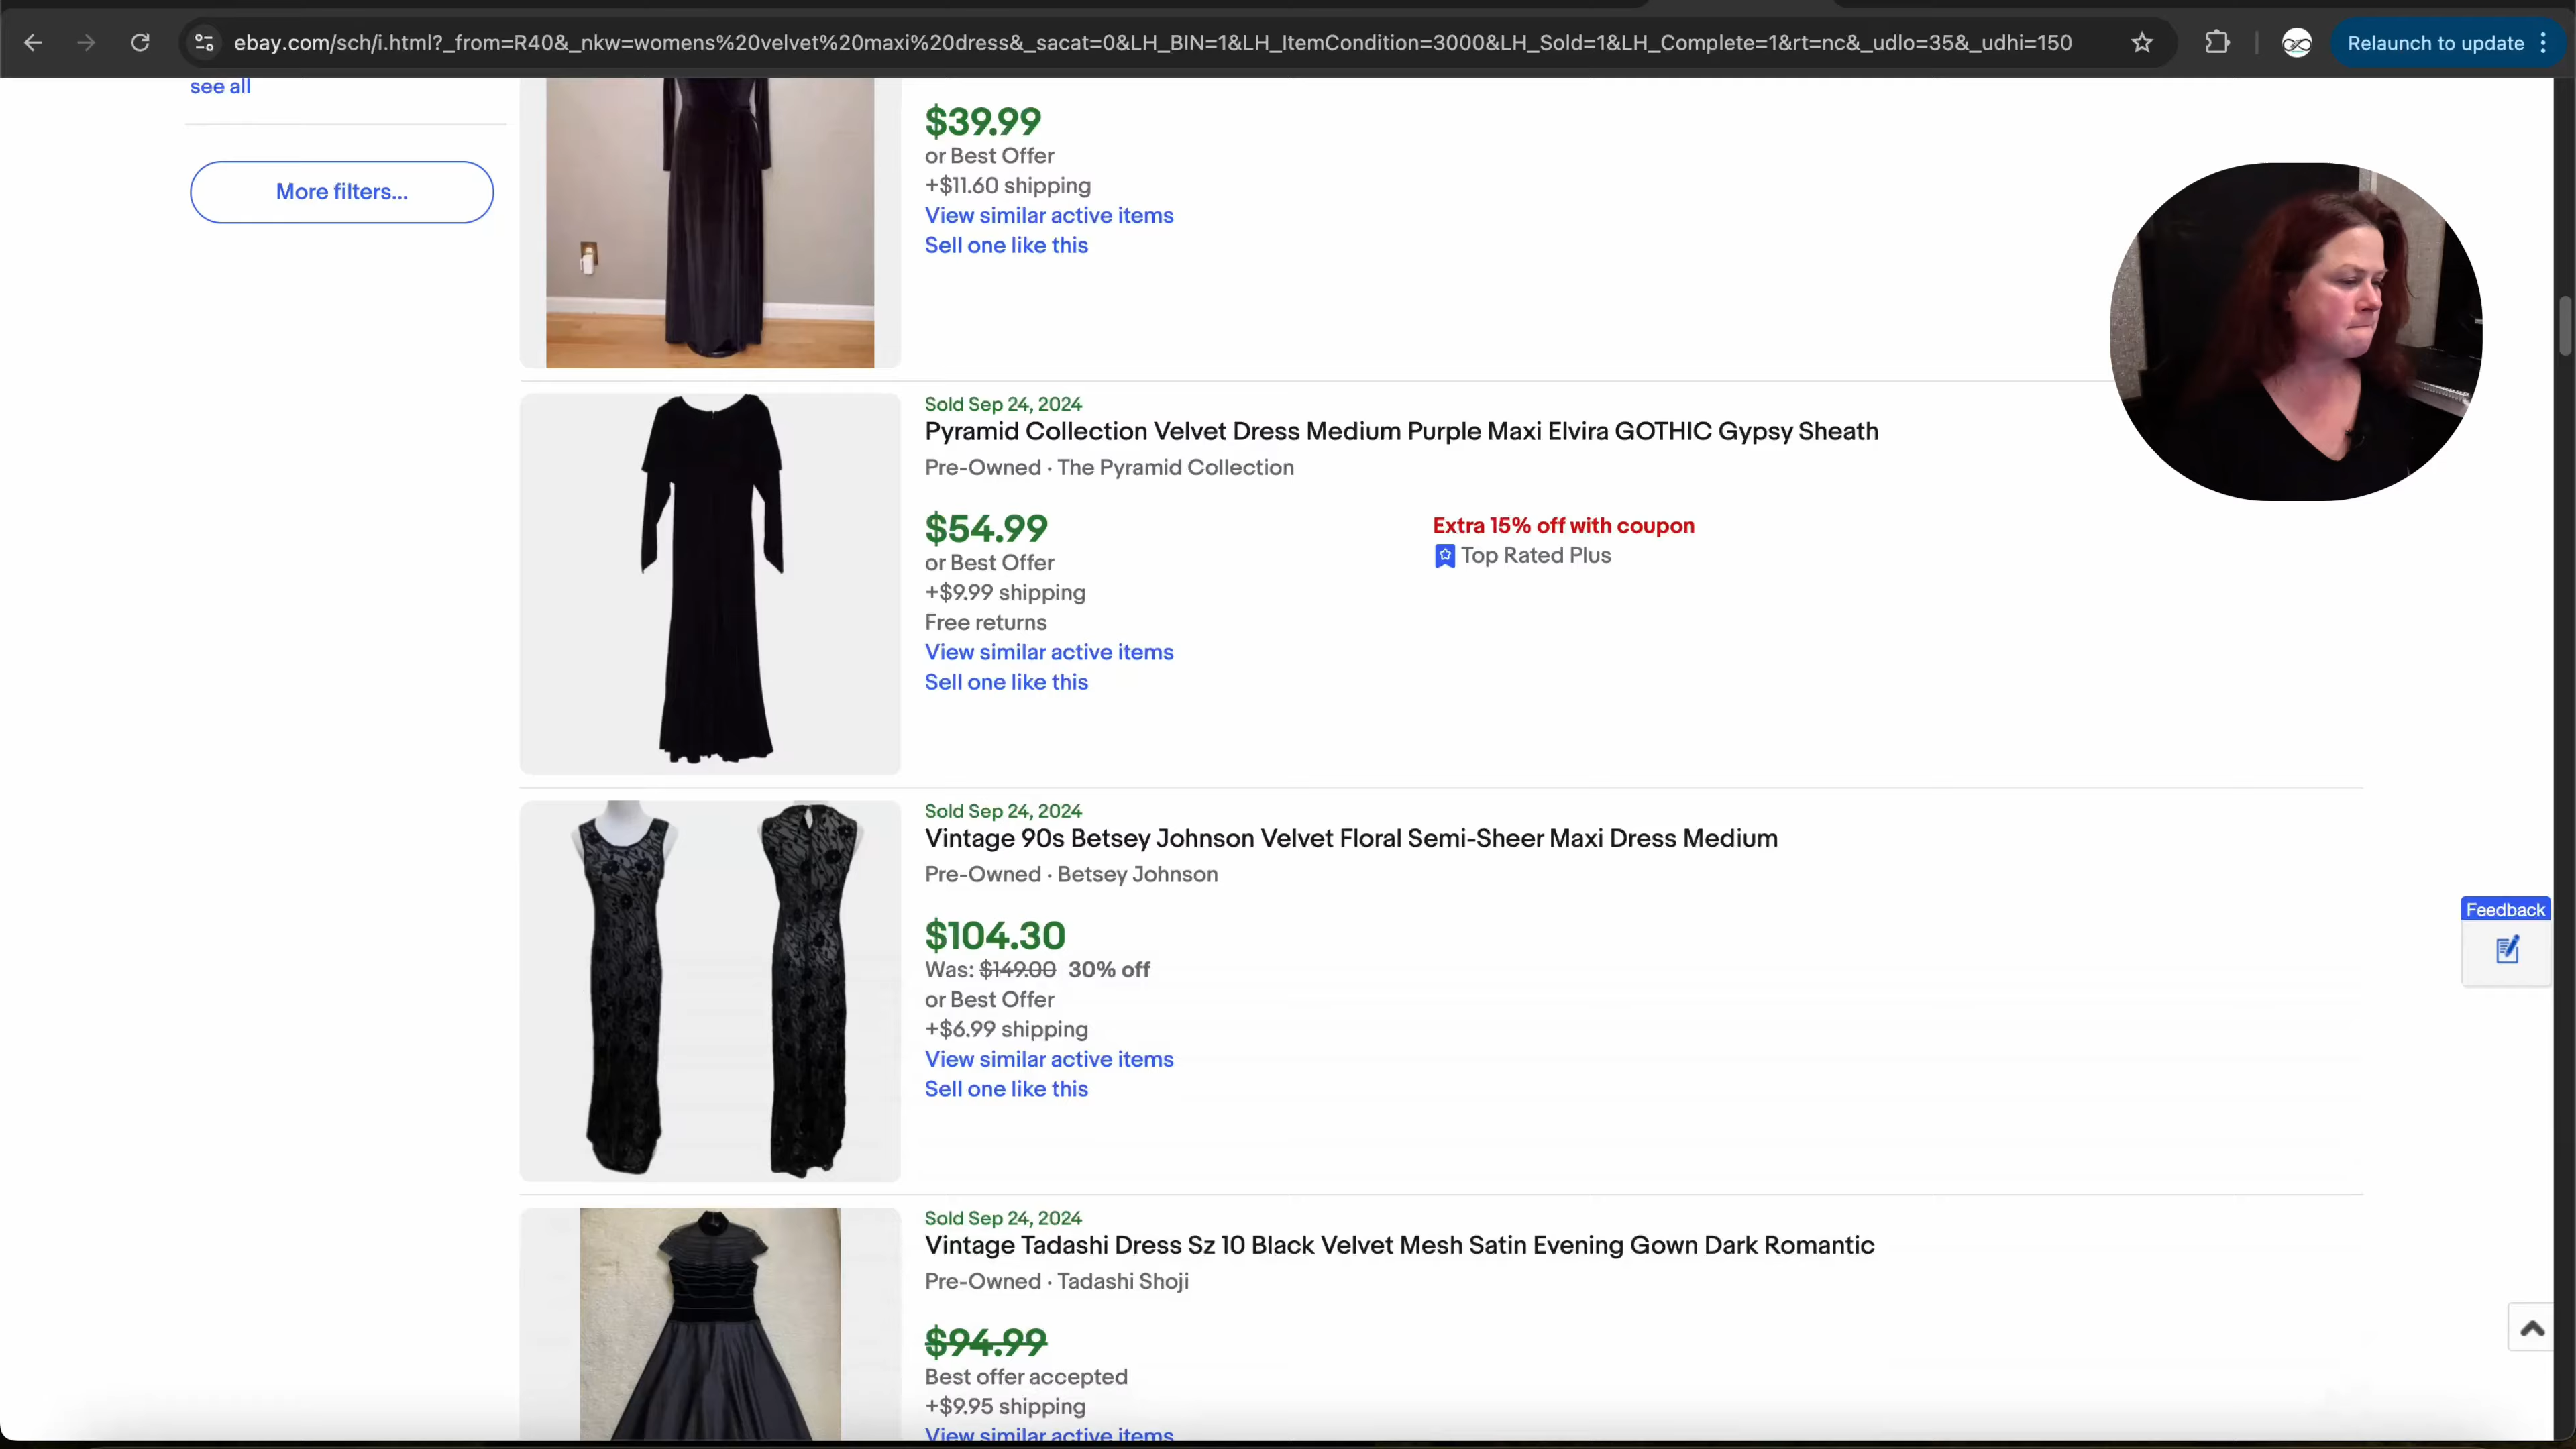 ebay.com/sch/i.html?_from=R40&_nkw=womens%20velvet%20maxi%20dress&_sacat=0&LH_BIN=1&LH_ItemCondition=3000&LH_Sold=1&LH_Complete=1&rt=nc&_udlo=35&_udhi=150
Relaunch to update
see all
More filters...
$39.99
or Best Offer
+$11.60 shipping
View similar active items
Sell one like this
Sold Sep 24, 2024
Pyramid Collection Velvet Dress Medium Purple Maxi Elvira GOTHIC Gypsy Sheath
Pre-Owned · The Pyramid Collection
$54.99
or Best Offer
+$9.99 shipping
Free returns
View similar active items
Sell one like this
Extra 15% off with coupon
Top Rated Plus
Sold Sep 24, 2024
Vintage 90s Betsey Johnson Velvet Floral Semi-Sheer Maxi Dress Medium
Pre-Owned · Betsey Johnson
$104.30
Was: $149.00 30% off
or Best Offer
+$6.99 shipping
View similar active items
Sell one like this
Feedback
Sold Sep 24, 2024
Vintage Tadashi Dress Sz 10 Black Velvet Mesh Satin Evening Gown Dark Romantic
Pre-Owned · Tadashi Shoji
$94.99
Best offer accepted
+$9.95 shipping
View similar active items